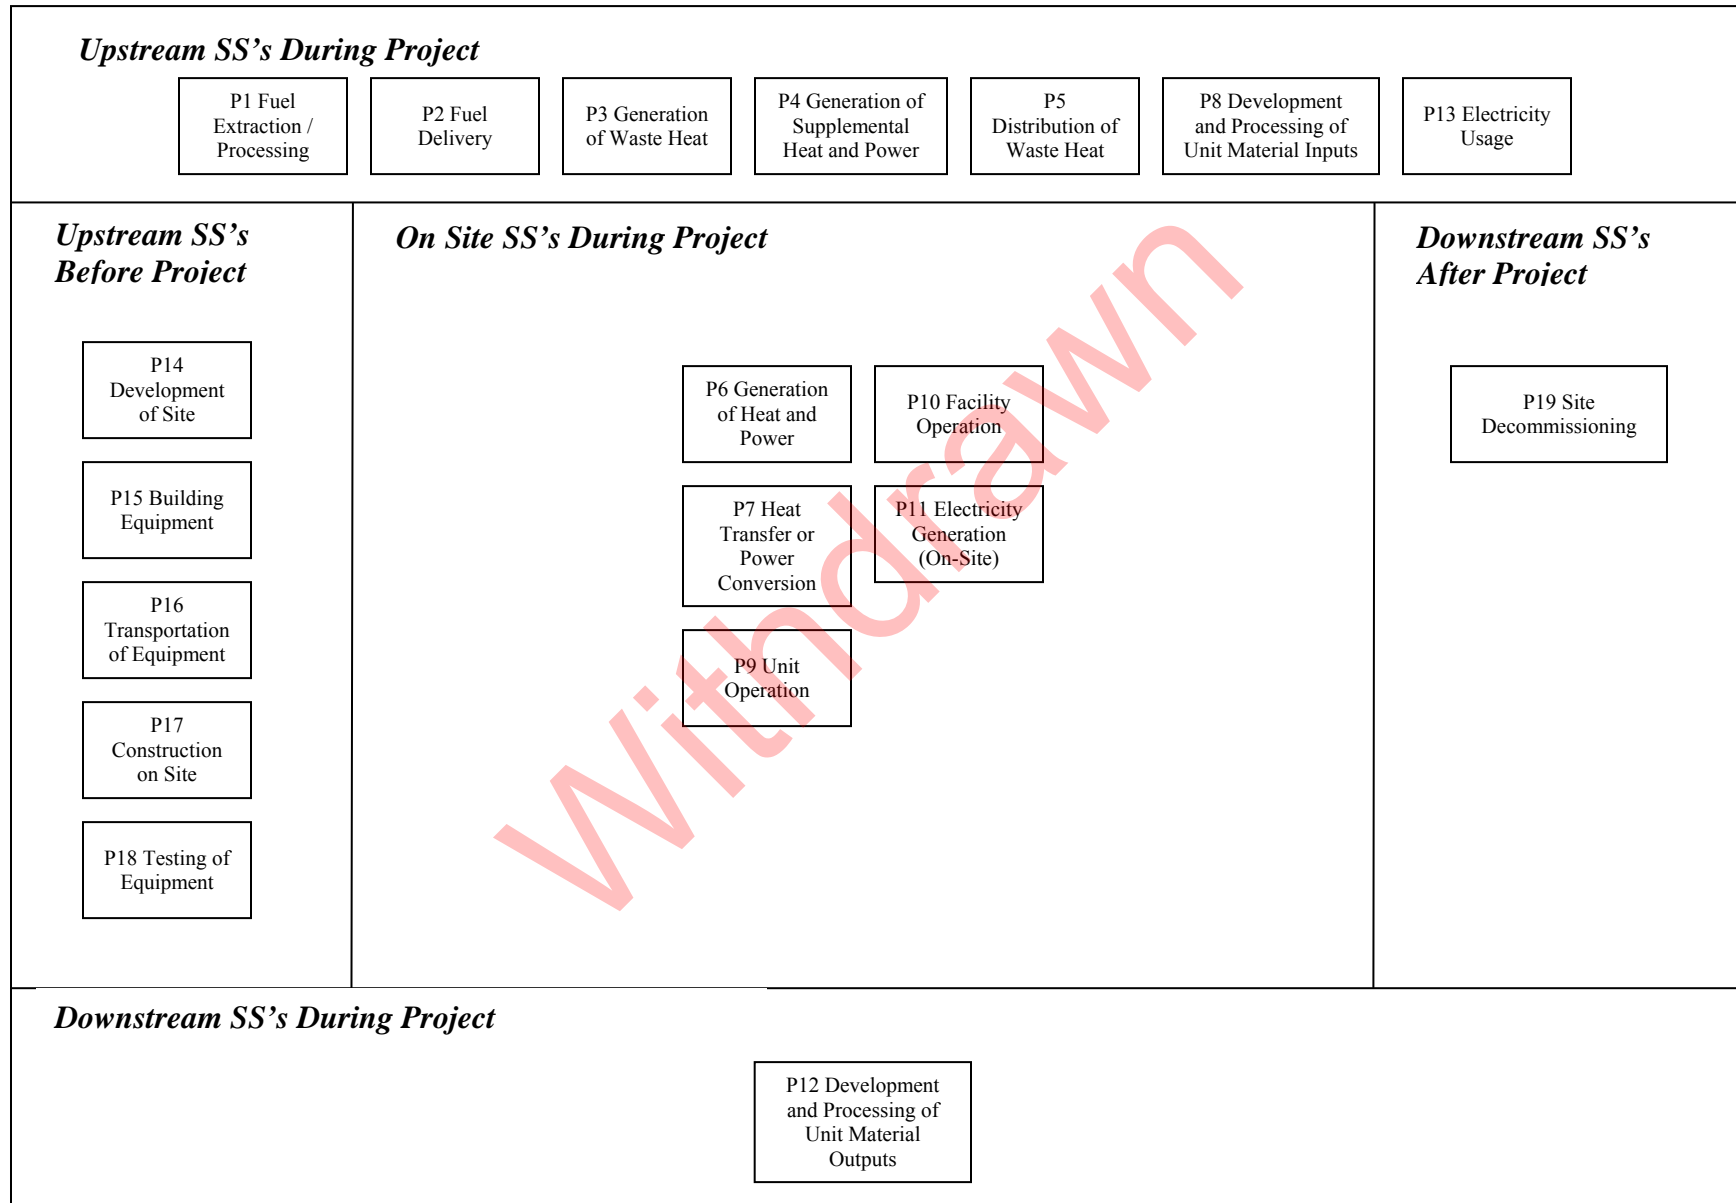 Upstream SS’s During Project
P1 Fuel
Extraction /
Processing
P2 Fuel
Delivery
P3 Generation
of Waste Heat
P4 Generation of
Supplemental
Heat and Power
P5
Distribution of
Waste Heat
P8 Development
and Processing of
Unit Material Inputs
P13 Electricity
Usage
Upstream SS’s
Before Project
P14
Development
of Site
P15 Building
Equipment
P16
Transportation
of Equipment
P17
Construction
on Site
P18 Testing of
Equipment
On Site SS’s During Project
P6 Generation
of Heat and
Power
P10 Facility
Operation
P7 Heat
Transfer or
Power
Conversion
P11 Electricity
Generation
(On-Site)
P9 Unit
Operation
Downstream SS’s
After Project
P19 Site
Decommissioning
Downstream SS’s During Project
P12 Development
and Processing of
Unit Material
Outputs
Withdrawn